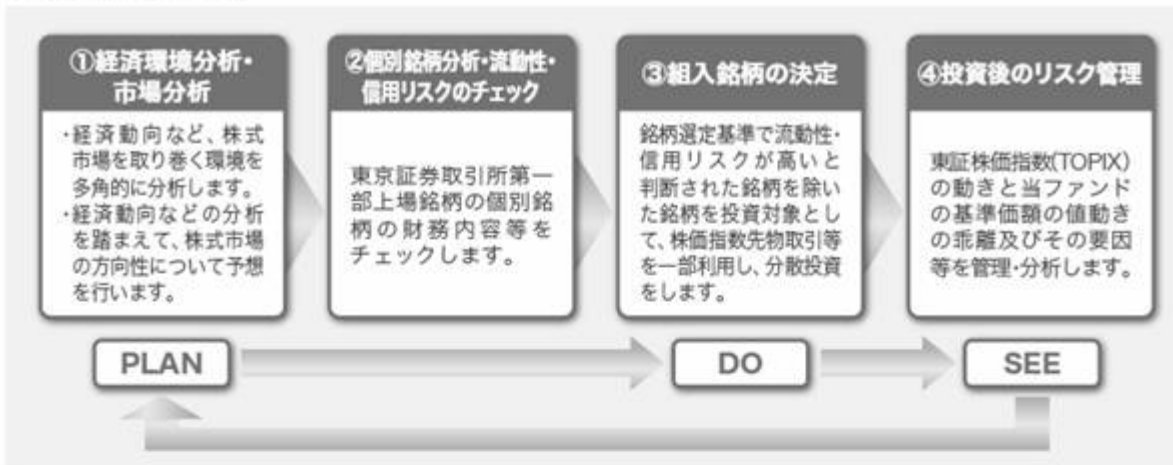 ①経済環境分析・
市場分析
・経済動向など、株式
市場を取り巻く環境を
多角的に分析します。
・経済動向などの分析
を踏まえて、株式市場
の方向性について予想
を行います。
②個別銘柄分析・流動性・
信用リスクのチェック
東京証券取引所第一
部上場銘柄の個別銘
柄の財務内容等を
チェックします。
③組入銘柄の決定
銘柄選定基準で流動性・
信用リスクが高いと
判断された銘柄を除い
た銘柄を投資対象とし
て、株価指数先物取引等
を一部利用し、分散投資
をします。
④投資後のリスク管理
東証株価指数(TOPIX)
の動きと当ファンド
の基準価額の値動き
の乖離及びその要因
等を管理・分析します。
PLAN
DO
SEE